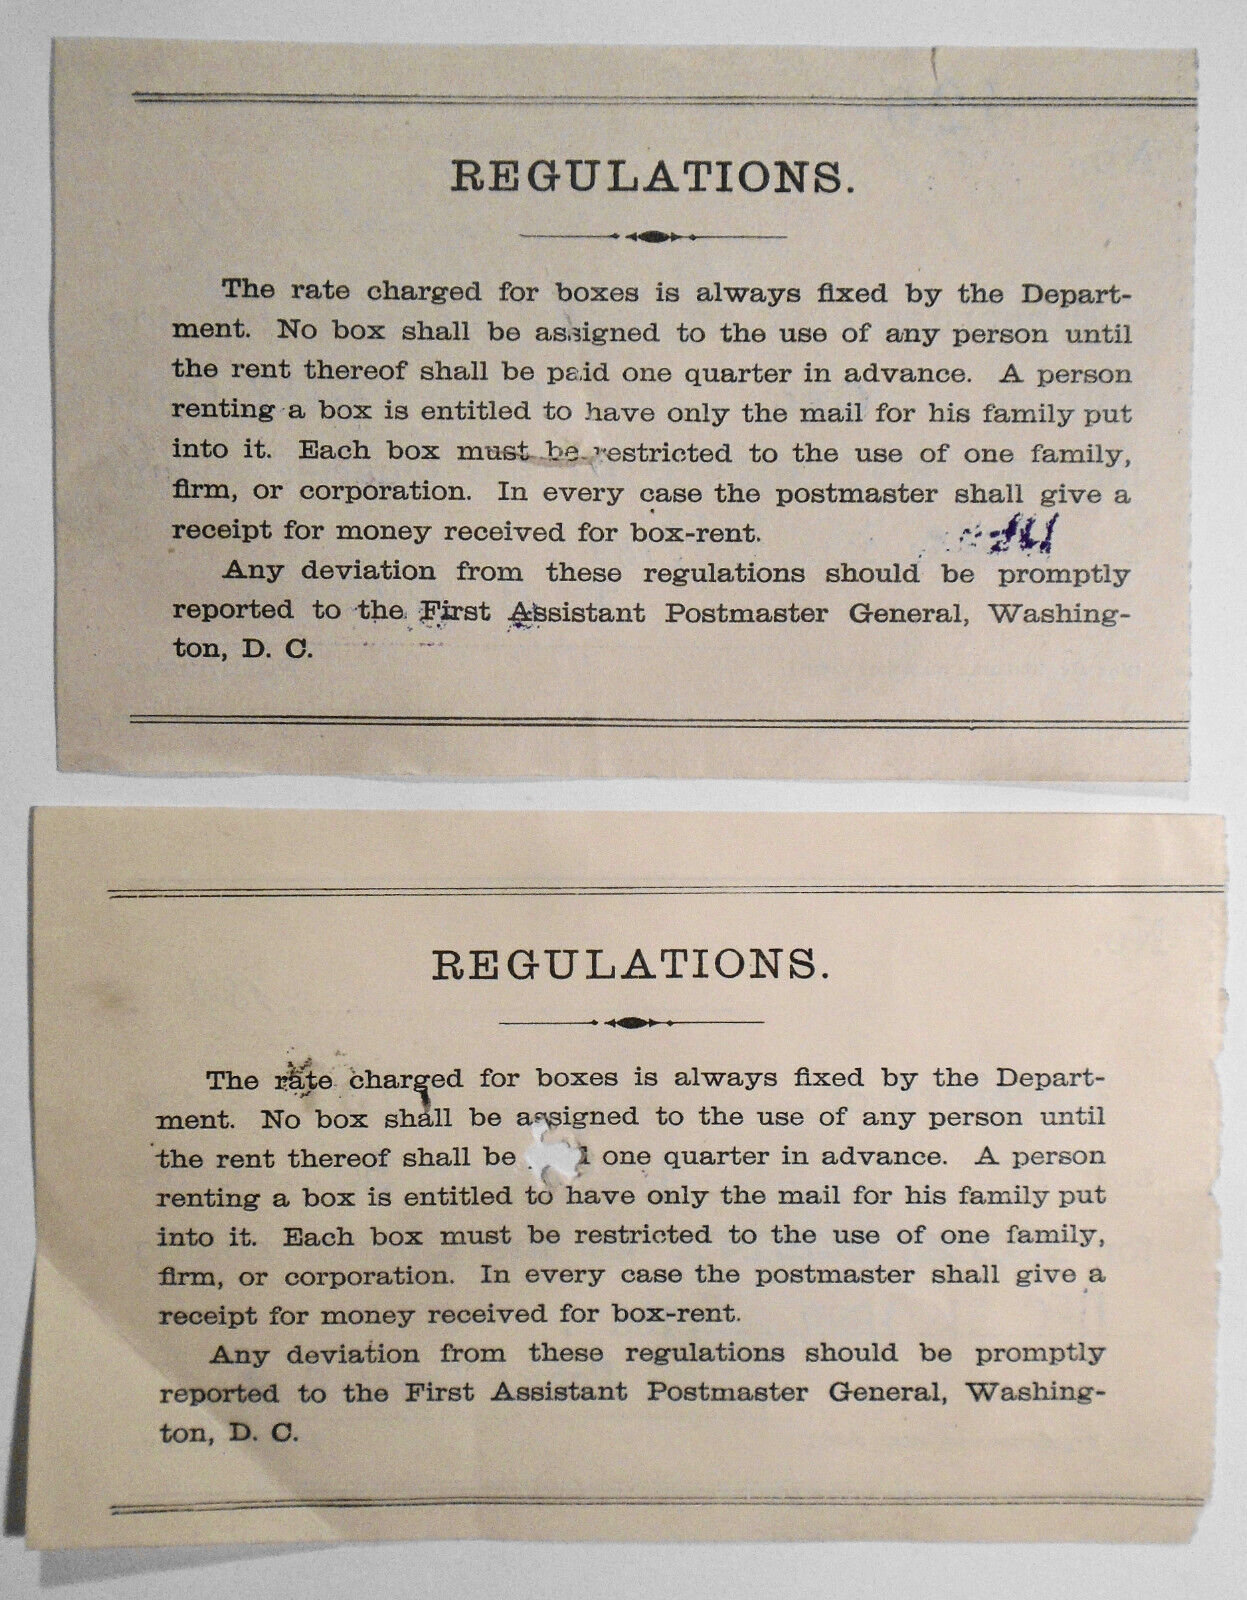 REGULATIONS.
The rate charged for boxes is always fixed by the Depart-
ment. No box shall be assigned to the use of any person until
the rent thereof shall be paid one quarter in advance. A person
renting a box is entitled to have only the mail for his family put
into it. Each box must be restricted to the use of one family,
firm, or corporation. In every case the postmaster shall give a
receipt for money received for box-rent.
Any deviation from these regulations should be promptly
reported to the First Assistant Postmaster General, Washing-
ton, D. C.
REGULATIONS.
The rate charged for boxes is always fixed by the Depart-
ment. No box shall be assigned to the use of any person until
the rent thereof shall be one quarter in advance. A person
renting a box is entitled to have only the mail for his family put
into it. Each box must be restricted to the use of one family,
firm, or corporation. In every case the postmaster shall give a
receipt for money received for box-rent.
Any deviation from these regulations should be promptly
reported to the First Assistant Postmaster General, Washing-
ton, D. C.